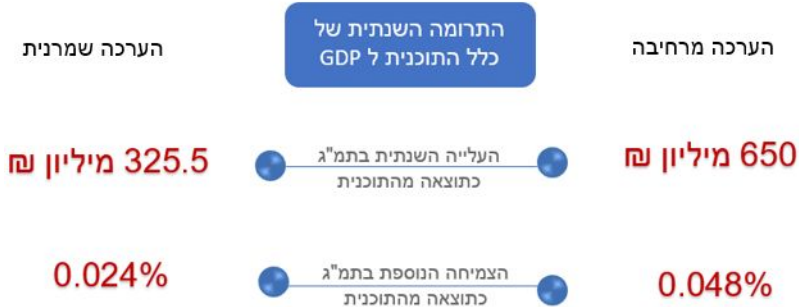 התרומה השנתית של
כלל התוכנית ל GDP
הערכה מרחיבה
הערכה שמרנית
650 מיליון ₪
העלייה השנתית בתמ"ג
כתוצאה מהתוכנית
325.5 מיליון ₪
0.048%
הצמיחה הנוספת בתמ"ג
כתוצאה מהתוכנית
0.024%